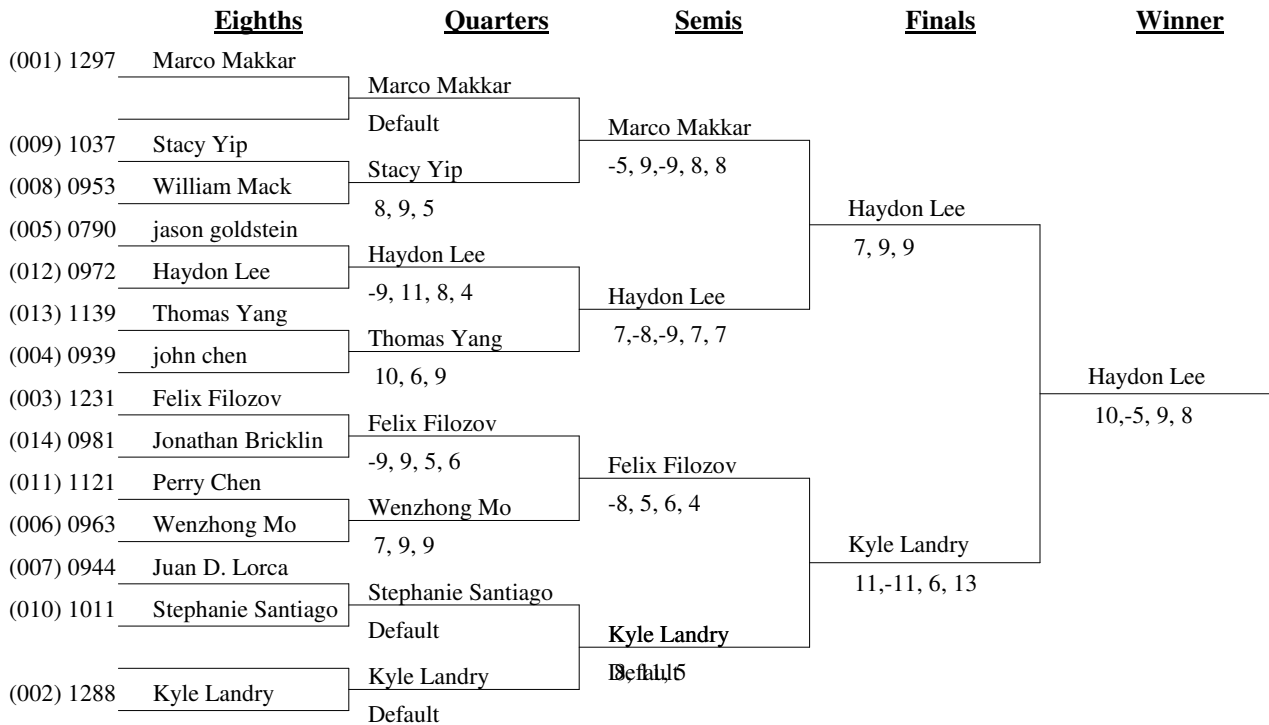 Eighths Quarters Semis Finals Winner
(001) 1297 Marco Makkar
Marco Makkar
Default
Marco Makkar
(009) 1037 Stacy Yip
-5, 9,-9, 8, 8
Stacy Yip
(008) 0953 William Mack
8, 9, 5
Haydon Lee
(005) 0790 jason goldstein
7, 9, 9
Haydon Lee
(012) 0972 Haydon Lee
-9, 11, 8, 4
Haydon Lee
(013) 1139 Thomas Yang
7,-8,-9, 7, 7
Thomas Yang
(004) 0939 john chen
10, 6, 9
Haydon Lee
(003) 1231 Felix Filozov
10,-5, 9, 8
Felix Filozov
(014) 0981 Jonathan Bricklin
-9, 9, 5, 6
Felix Filozov
(011) 1121 Perry Chen
-8, 5, 6, 4
Wenzhong Mo
(006) 0963 Wenzhong Mo
7, 9, 9
Kyle Landry
(007) 0944 Juan D. Lorca
11,-11, 6, 13
Stephanie Santiago
(010) 1011 Stephanie Santiago
Default
Kyle Landry
Default
8, 11, 5
Kyle Landry
(002) 1288 Kyle Landry
Default